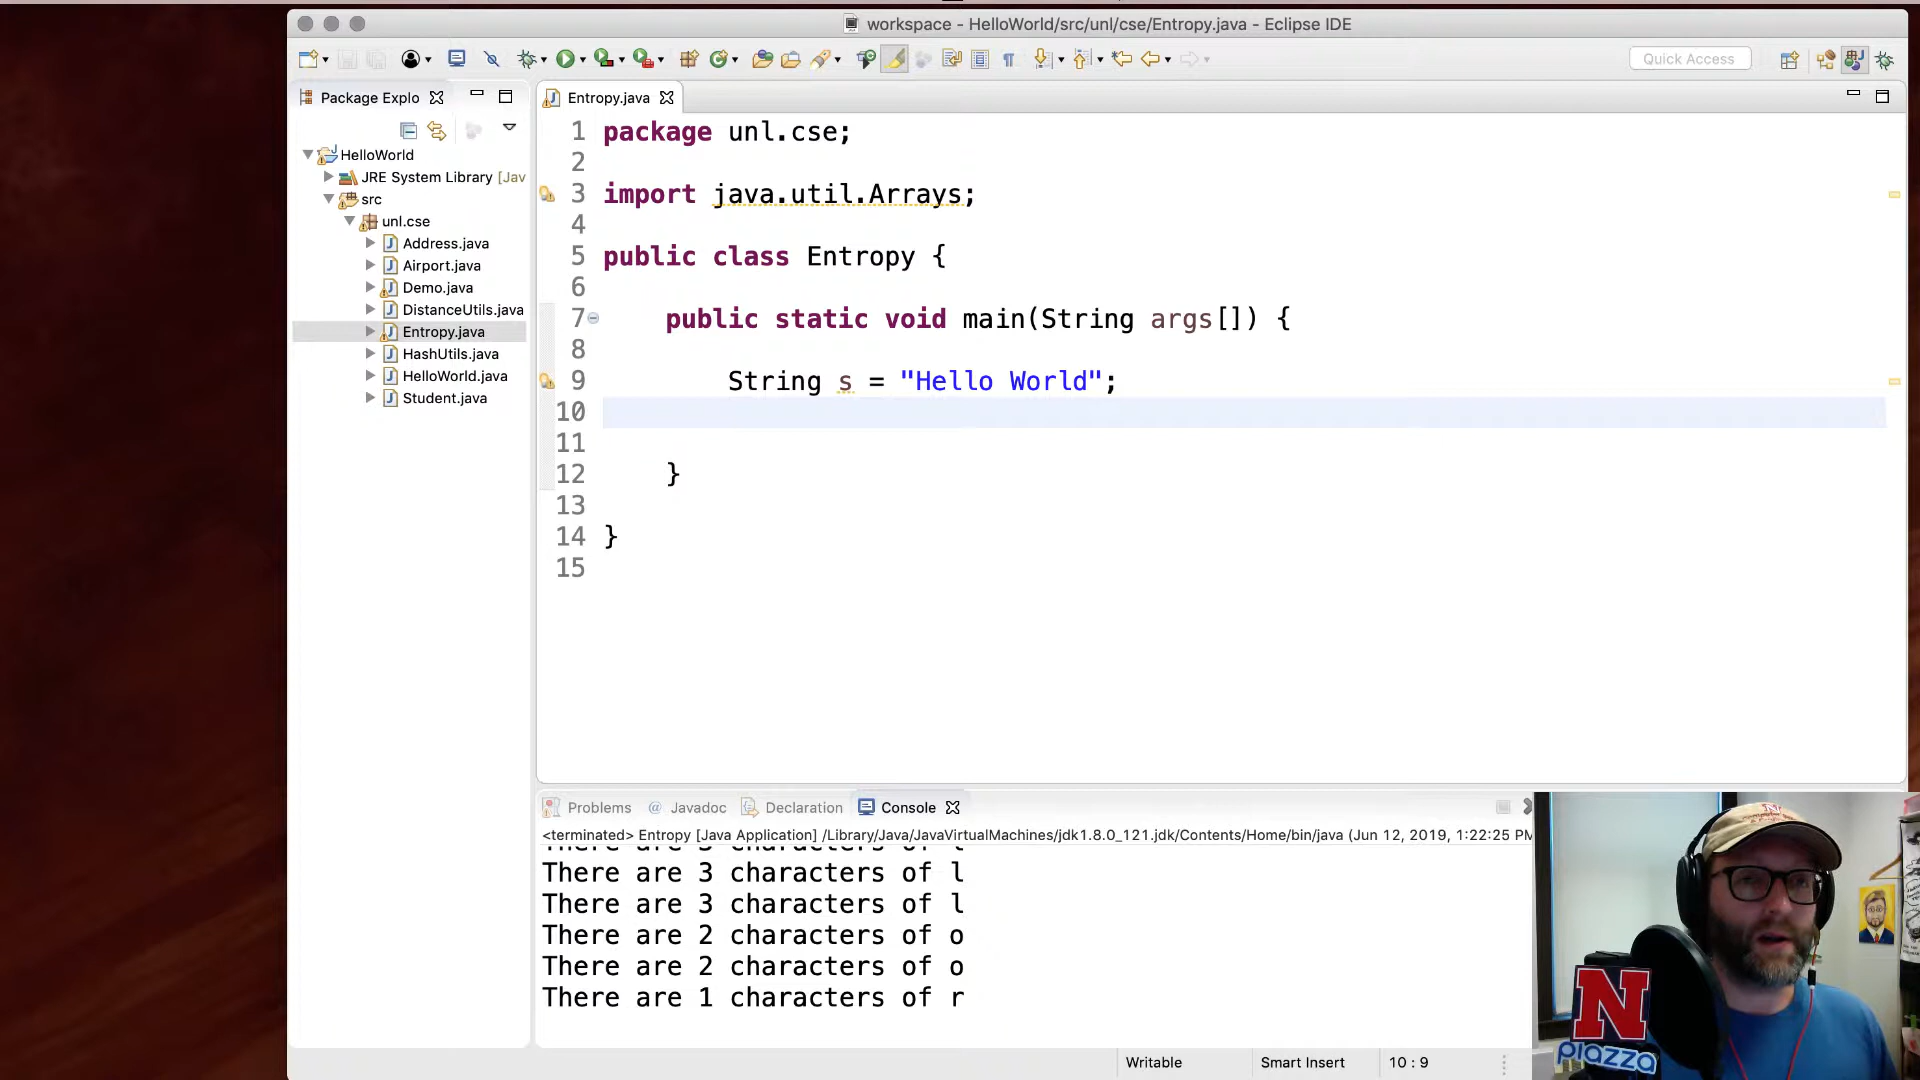 workspace - HelloWorld/src/unl/cse/Entropy.java - Eclipse IDE
Quick Access
Package Explo
Entropy.java
HelloWorld
JRE System Library [Jav
src
unl.cse
Address.java
Airport.java
Demo.java
DistanceUtils.java
Entropy.java
HashUtils.java
HelloWorld.java
Student.java
1 package unl.cse;
2
3 import java.util.Arrays;
4
5 public class Entropy {
6
7 public static void main(String args[]) {
8
9 String s = "Hello World";
10
11
12 }
13
14 }
15
Problems @ Javadoc Declaration Console
<terminated> Entropy [Java Application] /Library/Java/JavaVirtualMachines/jdk1.8.0_121.jdk/Contents/Home/bin/java (Jun 12, 2019, 1:22:25 PM
There are 3 characters of l
There are 3 characters of l
There are 2 characters of o
There are 2 characters of o
There are 1 characters of r
Writable
Smart Insert
10 : 9
N
piazza